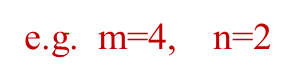 e.g. m=4, n=2